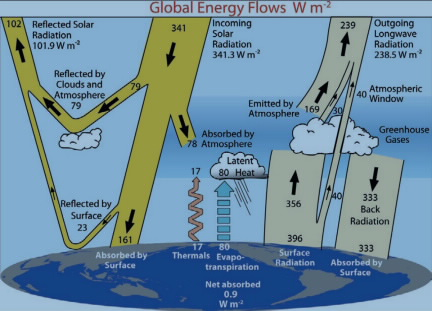 Global Energy Flows W m-2
102
Reflected Solar
Radiation
101.9 W m-2
341
Incoming
Solar
Radiation
341.3 W m-2
239
Outgoing
Longwave
Radiation
238.5 W m-2
Reflected by
Clouds and
Atmosphere
79
79
Emitted by
Atmosphere
169
30
40
Atmospheric
Window
Greenhouse
Gases
78
Absorbed by
Atmosphere
17
Latent
80 Heat
Reflected by
Surface
23
356
40
333
Back
Radiation
161
Absorbed by
Surface
17
Thermals
80
Evapo-
transpiration
396
Surface
Radiation
333
Absorbed by
Surface
Net absorbed
0.9
W m-2